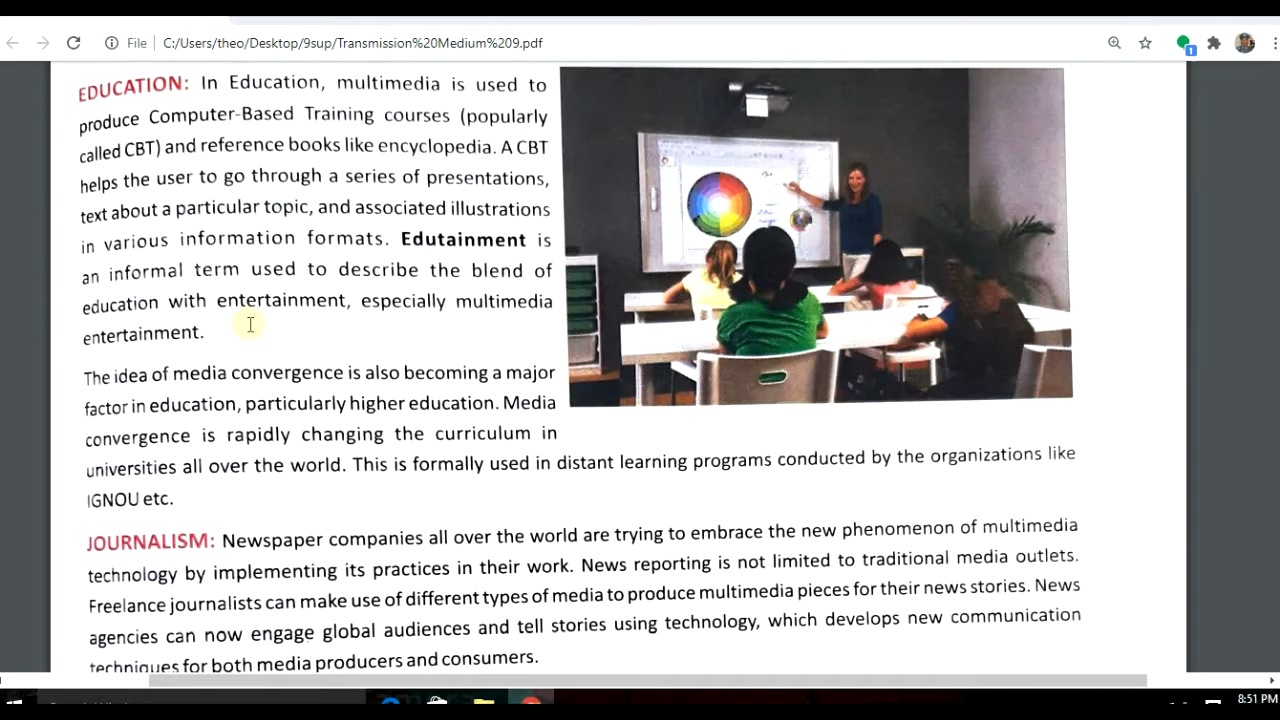 File
C:/Users/theo/Desktop/9sup/Transmission%20Medium%209.pdf
1
EDUCATION: In Education, multimedia is used to
produce Computer-Based Training courses (popularly
called CBT) and reference books like encyclopedia. A CBT
helps the user to go through a series of presentations,
text about a particular topic, and associated illustrations
in various information formats. Edutainment is
an informal term used to describe the blend of
education with entertainment, especially multimedia
entertainment.
The idea of media convergence is also becoming a major
factor in education, particularly higher education. Media
convergence is rapidly changing the curriculum in
universities all over the world. This is formally used in distant learning programs conducted by the organizations like
IGNOU etc.
JOURNALISM: Newspaper companies all over the world are trying to embrace the new phenomenon of multimedia
technology by implementing its practices in their work. News reporting is not limited to traditional media outlets.
Freelance journalists can make use of different types of media to produce multimedia pieces for their news stories. News
agencies can now engage global audiences and tell stories using technology, which develops new communication
techniques for both media producers and consumers.
8:51 PM